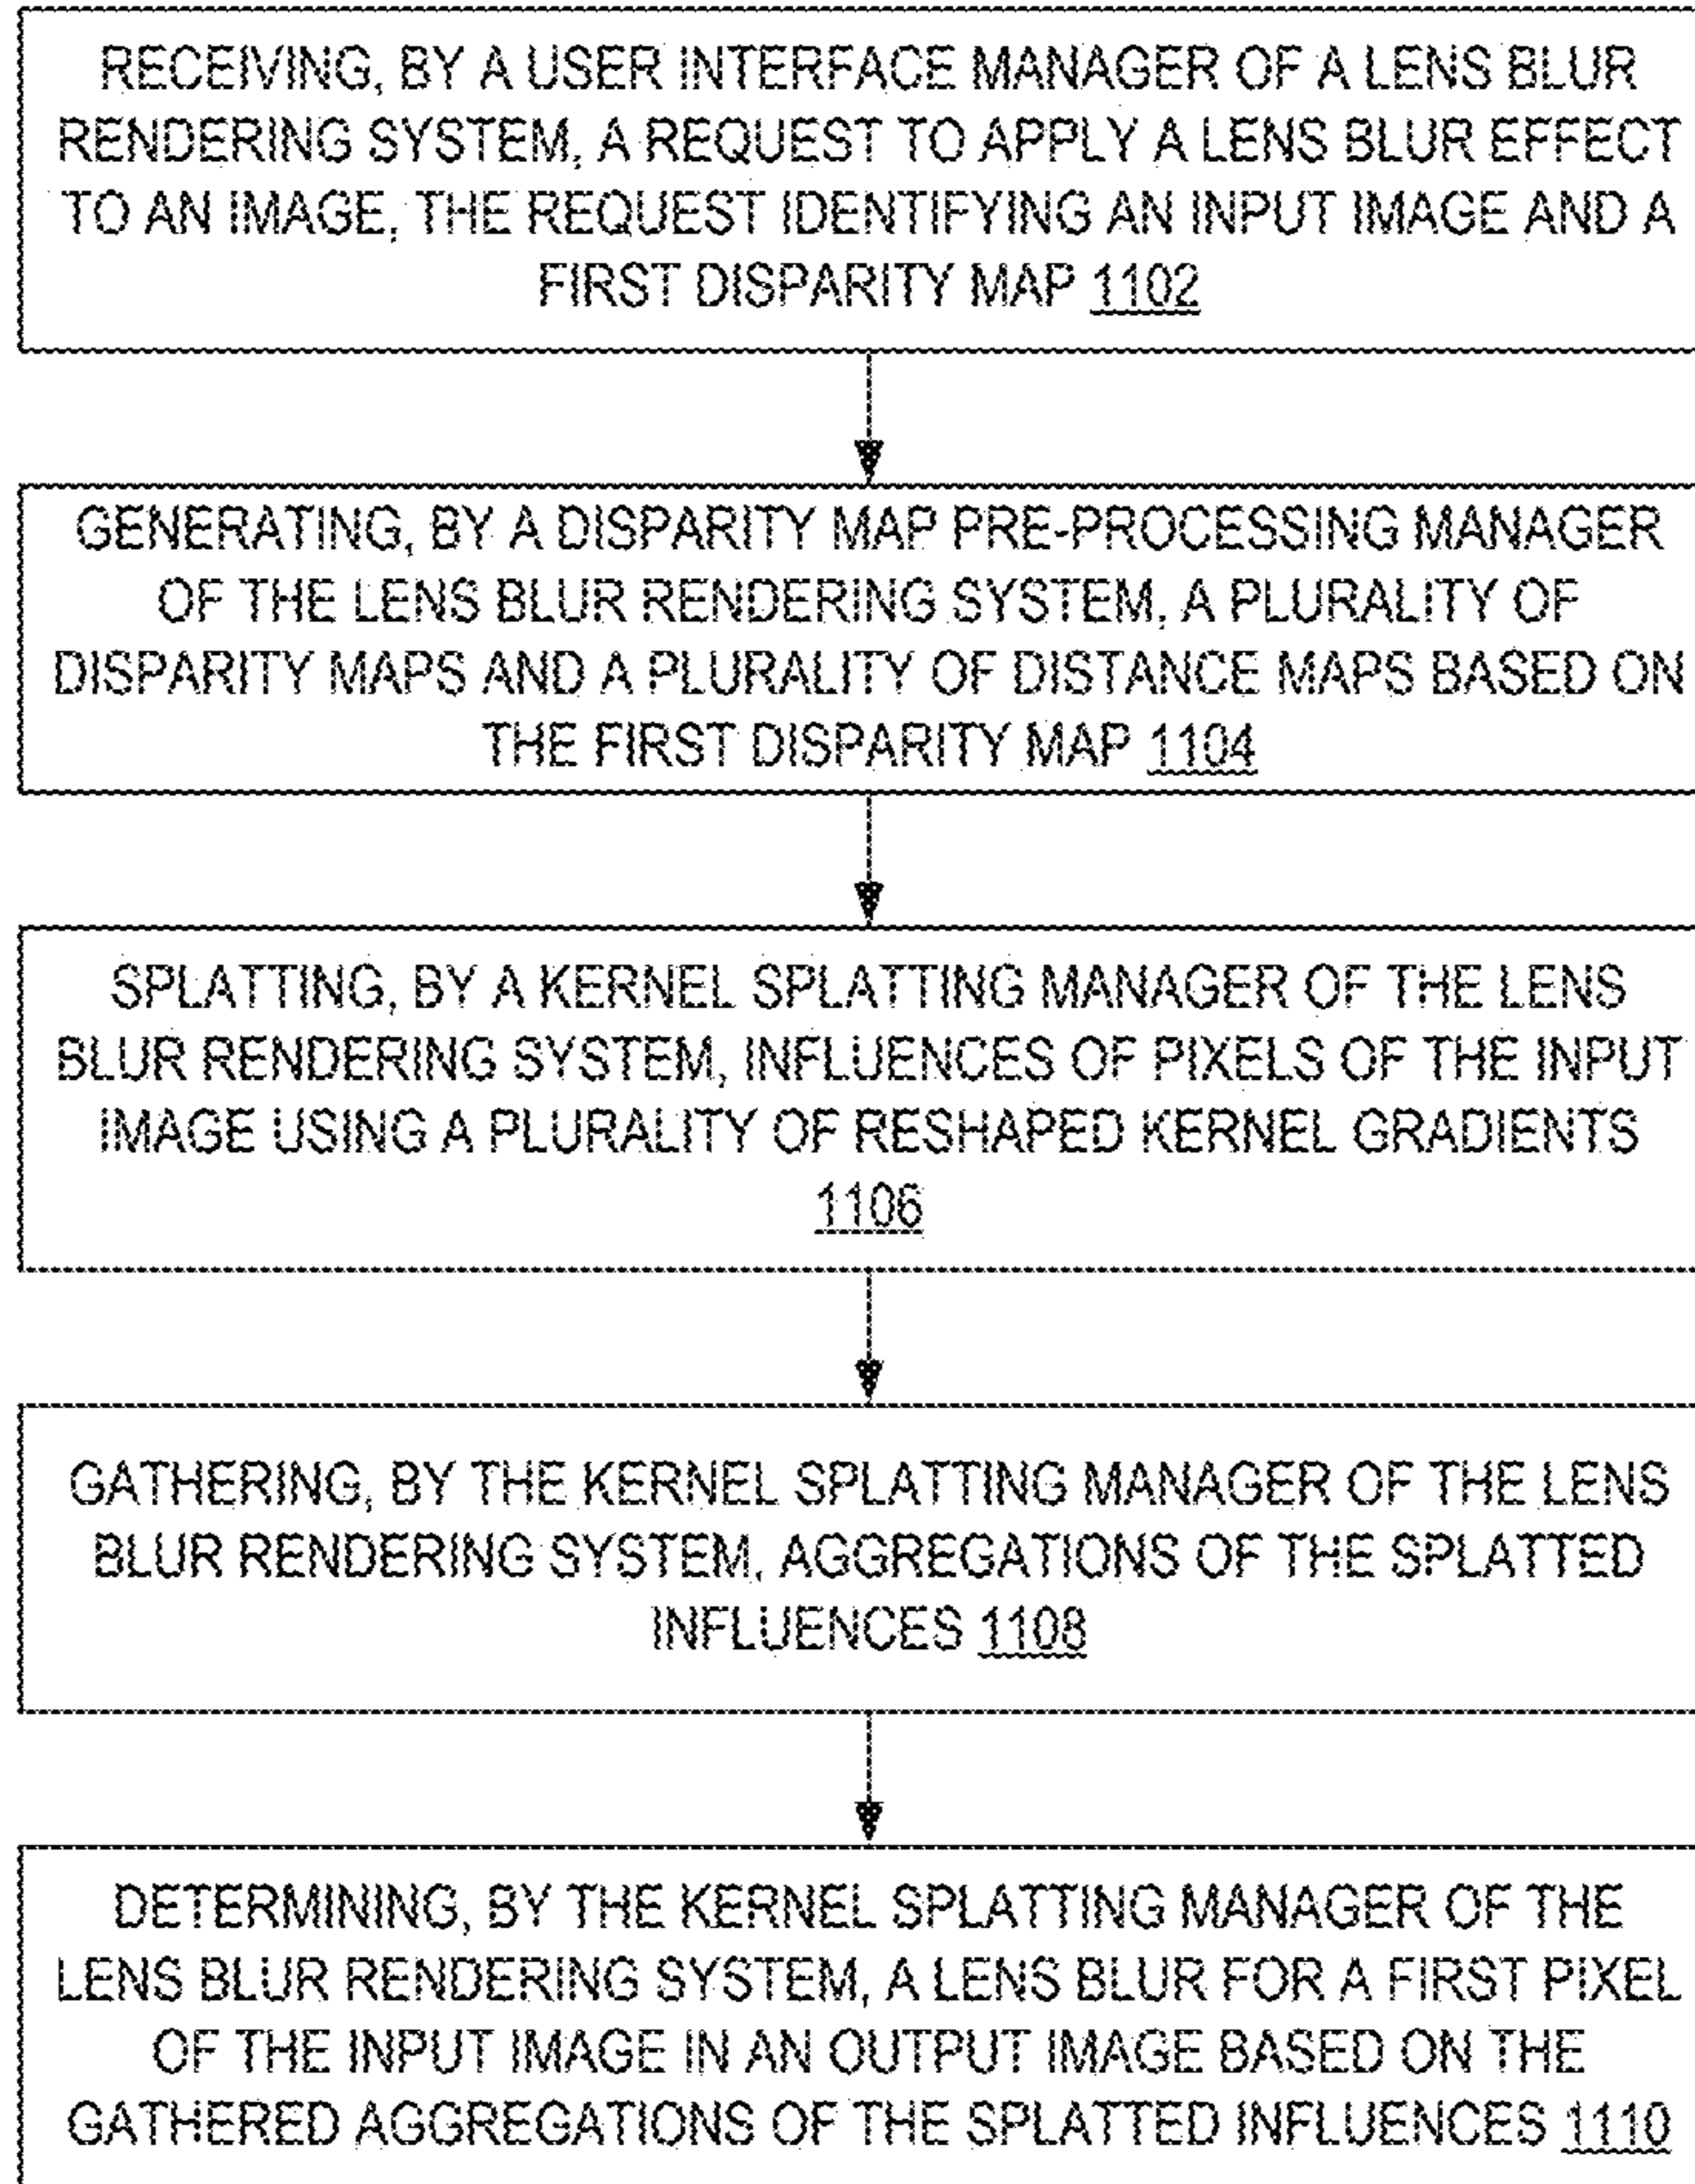 RECEIVING, BY A USER INTERFACE MANAGER OF A LENS BLUR
RENDERING SYSTEM, A REQUEST TO APPLY A LENS BLUR EFFECT
TO AN IMAGE, THE REQUEST IDENTIFYING AN INPUT IMAGE AND A
FIRST DISPARITY MAP 1102
GENERATING, BY A DISPARITY MAP PRE-PROCESSING MANAGER
OF THE LENS BLUR RENDERING SYSTEM, A PLURALITY OF
DISPARITY MAPS AND A PLURALITY OF DISTANCE MAPS BASED ON
THE FIRST DISPARITY MAP 1104
SPLATTING, BY A KERNEL SPLATTING MANAGER OF THE LENS
BLUR RENDERING SYSTEM, INFLUENCES OF PIXELS OF THE INPUT
IMAGE USING A PLURALITY OF RESHAPED KERNEL GRADIENTS
1106
GATHERING, BY THE KERNEL SPLATTING MANAGER OF THE LENS
BLUR RENDERING SYSTEM, AGGREGATIONS OF THE SPLATTED
INFLUENCES 1108
DETERMINING, BY THE KERNEL SPLATTING MANAGER OF THE
LENS BLUR RENDERING SYSTEM, A LENS BLUR FOR A FIRST PIXEL
OF THE INPUT IMAGE IN AN OUTPUT IMAGE BASED ON THE
GATHERED AGGREGATIONS OF THE SPLATTED INFLUENCES 1110